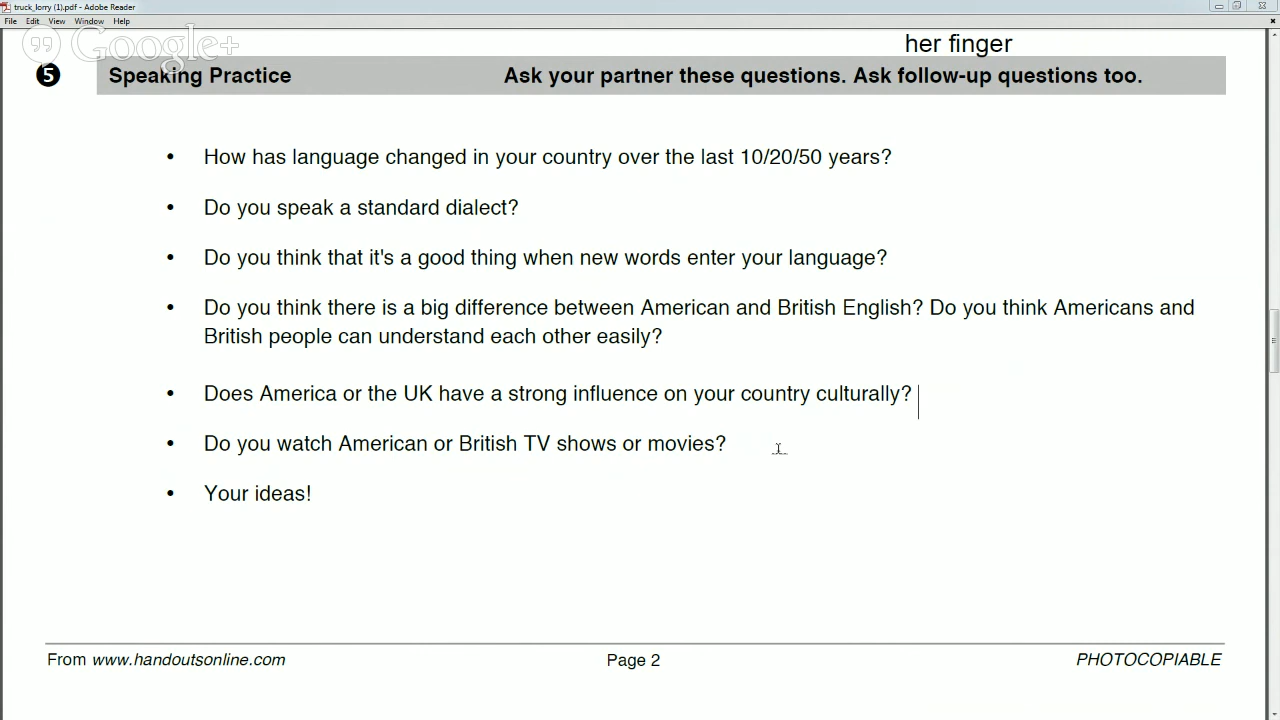 truck_lorry (1).pdf - Adobe Reader
File Edit View Window Help
Google+
her finger
5 Speaking Practice Ask your partner these questions. Ask follow-up questions too.
• How has language changed in your country over the last 10/20/50 years?
• Do you speak a standard dialect?
• Do you think that it's a good thing when new words enter your language?
• Do you think there is a big difference between American and British English? Do you think Americans and
British people can understand each other easily?
• Does America or the UK have a strong influence on your country culturally?
• Do you watch American or British TV shows or movies?
• Your ideas!
From www.handoutsonline.com Page 2 PHOTOCOPIABLE